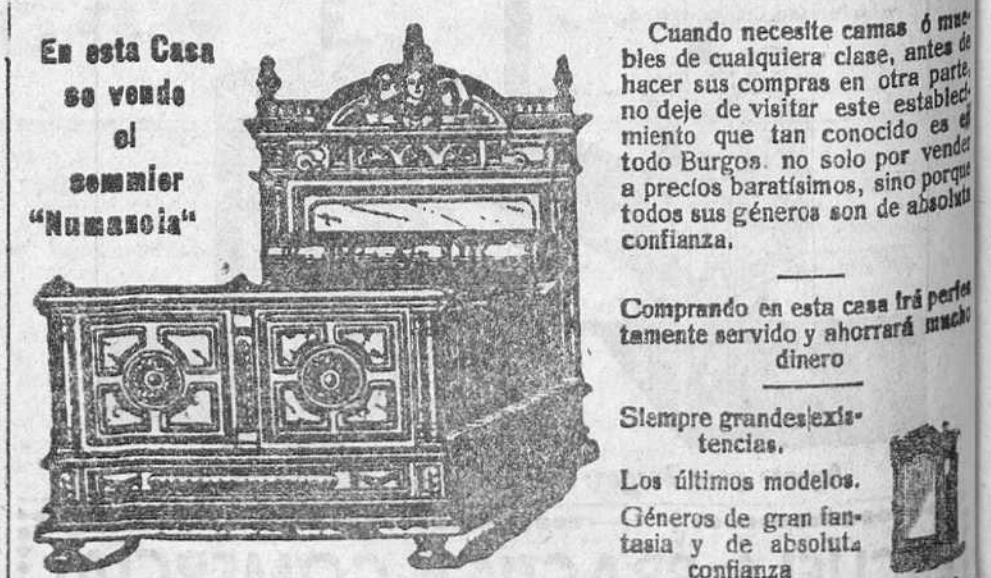 En esta Casa
se vende
el
sommier
“Numancia“
Cuando necesite camas ó mue-
bles de cualquiera clase, antes de
hacer sus compras en otra parte,
no deje de visitar este estableci-
miento que tan conocido es en
todo Burgos. no solo por vender
a precios baratísimos, sino porque
todos sus géneros son de absoluta
confianza.
Comprando en esta casa irá perfec
tamente servido y ahorrará mucho
dinero
Siempre grandes exis-
tencias.
Los últimos modelos.
Géneros de gran fan-
tasia y de absoluta
confianza